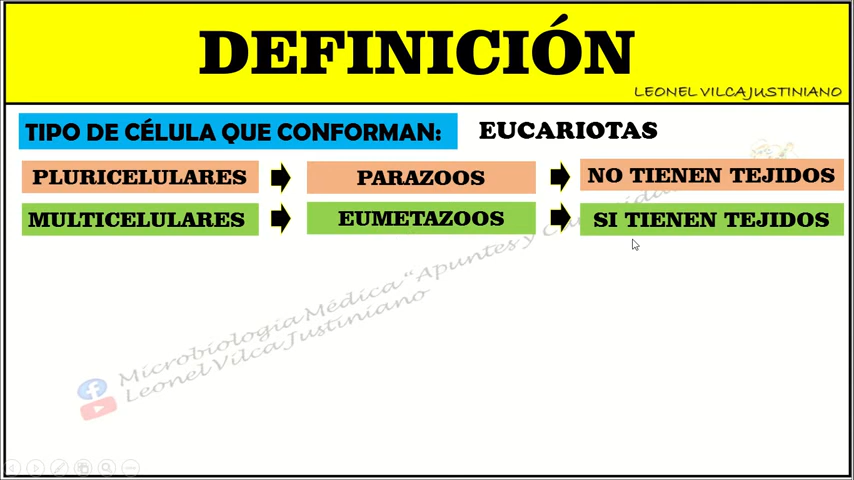 DEFINICIÓN
LEONEL VILCA JUSTINIANO
TIPO DE CÉLULA QUE CONFORMAN: EUCARIOTAS
PLURICELULARES PARAZOOS NO TIENEN TEJIDOS
MULTICELULARES EUMETAZOOS SI TIENEN TEJIDOS
Microbiología Médica "Apuntes y
Leonel Vilca Justiniano